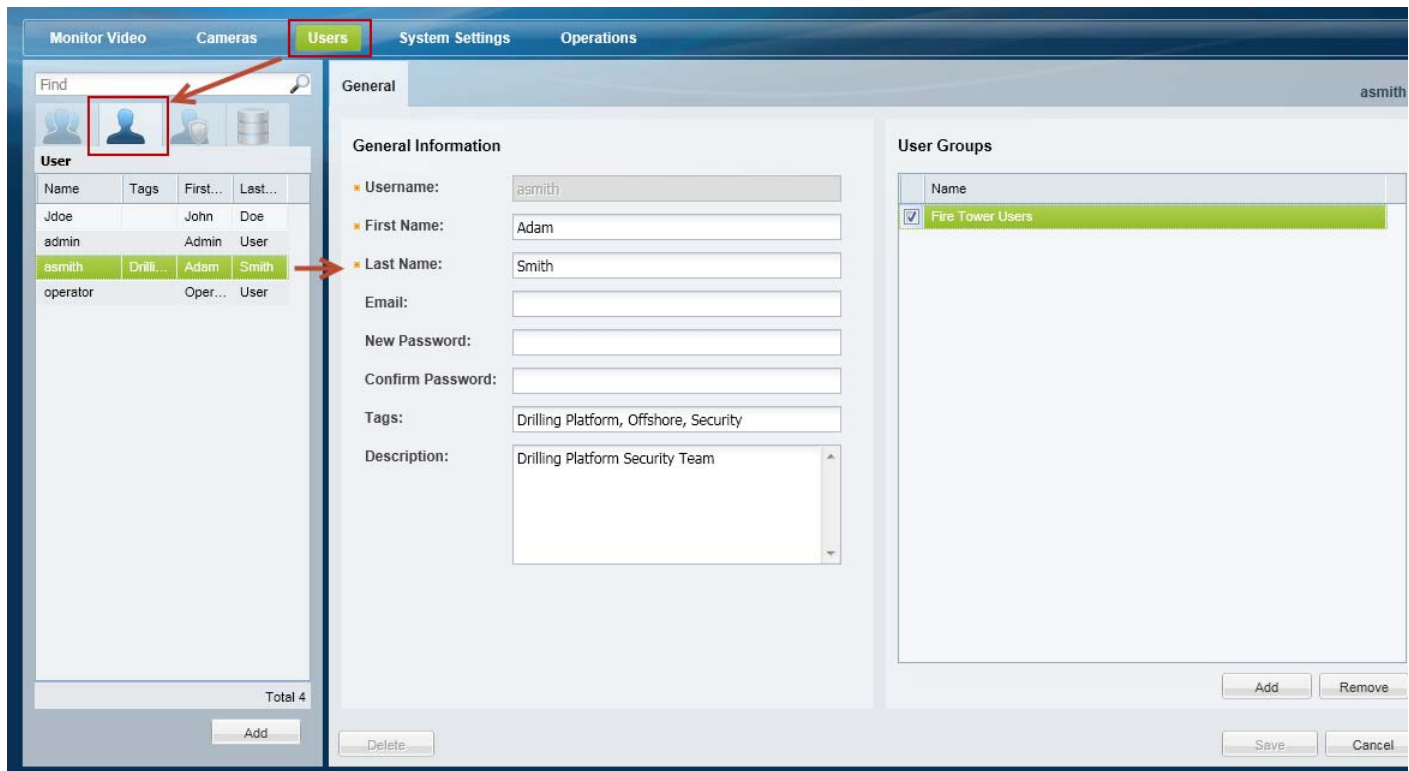 Monitor Video Cameras Users System Settings Operations
Find
User
Name Tags First... Last...
Jdoe John Doe
admin Admin User
asmith Drilli... Adam Smith
operator Oper... User
Total 4
Add
General
asmith
General Information
* Username: asmith
* First Name: Adam
* Last Name: Smith
Email:
New Password:
Confirm Password:
Tags: Drilling Platform, Offshore, Security
Description: Drilling Platform Security Team
User Groups
Name
Fire Tower Users
Add Remove
Delete
Save Cancel